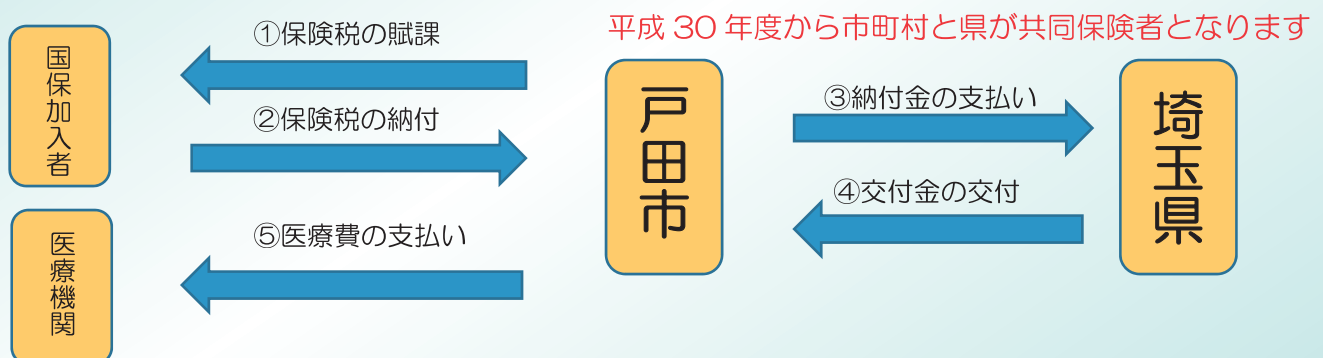 平成30年度から市町村と県が共同保険者となります
国保加入者
①保険税の賦課
②保険税の納付
戸田市
③納付金の支払い
④交付金の交付
埼玉県
医療機関
⑤医療費の支払い